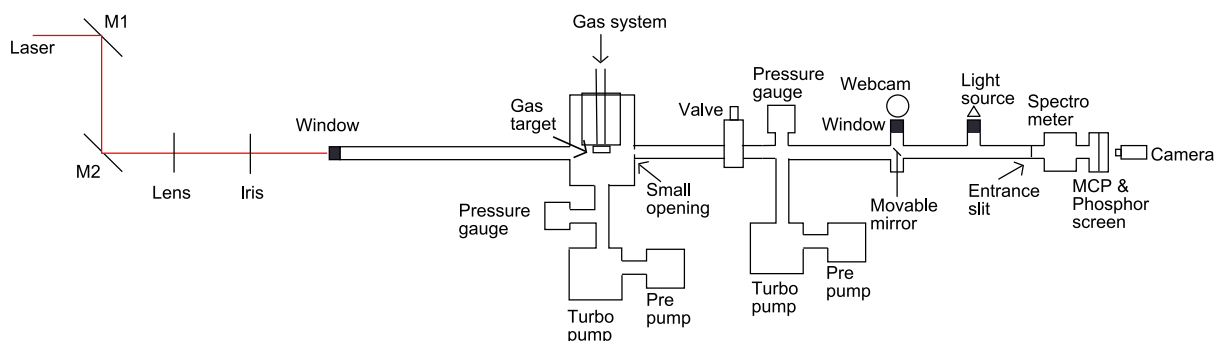 M1
Laser
M2
Lens
Iris
Window
Gas system
Gas
target
Pressure
gauge
Turbo
pump
Pre
pump
Small
opening
Valve
Pressure
gauge
Turbo
pump
Pre
pump
Webcam
Window
Movable
mirror
Light
source
Entrance
slit
Spectro
meter
MCP &
Phosphor
screen
Camera